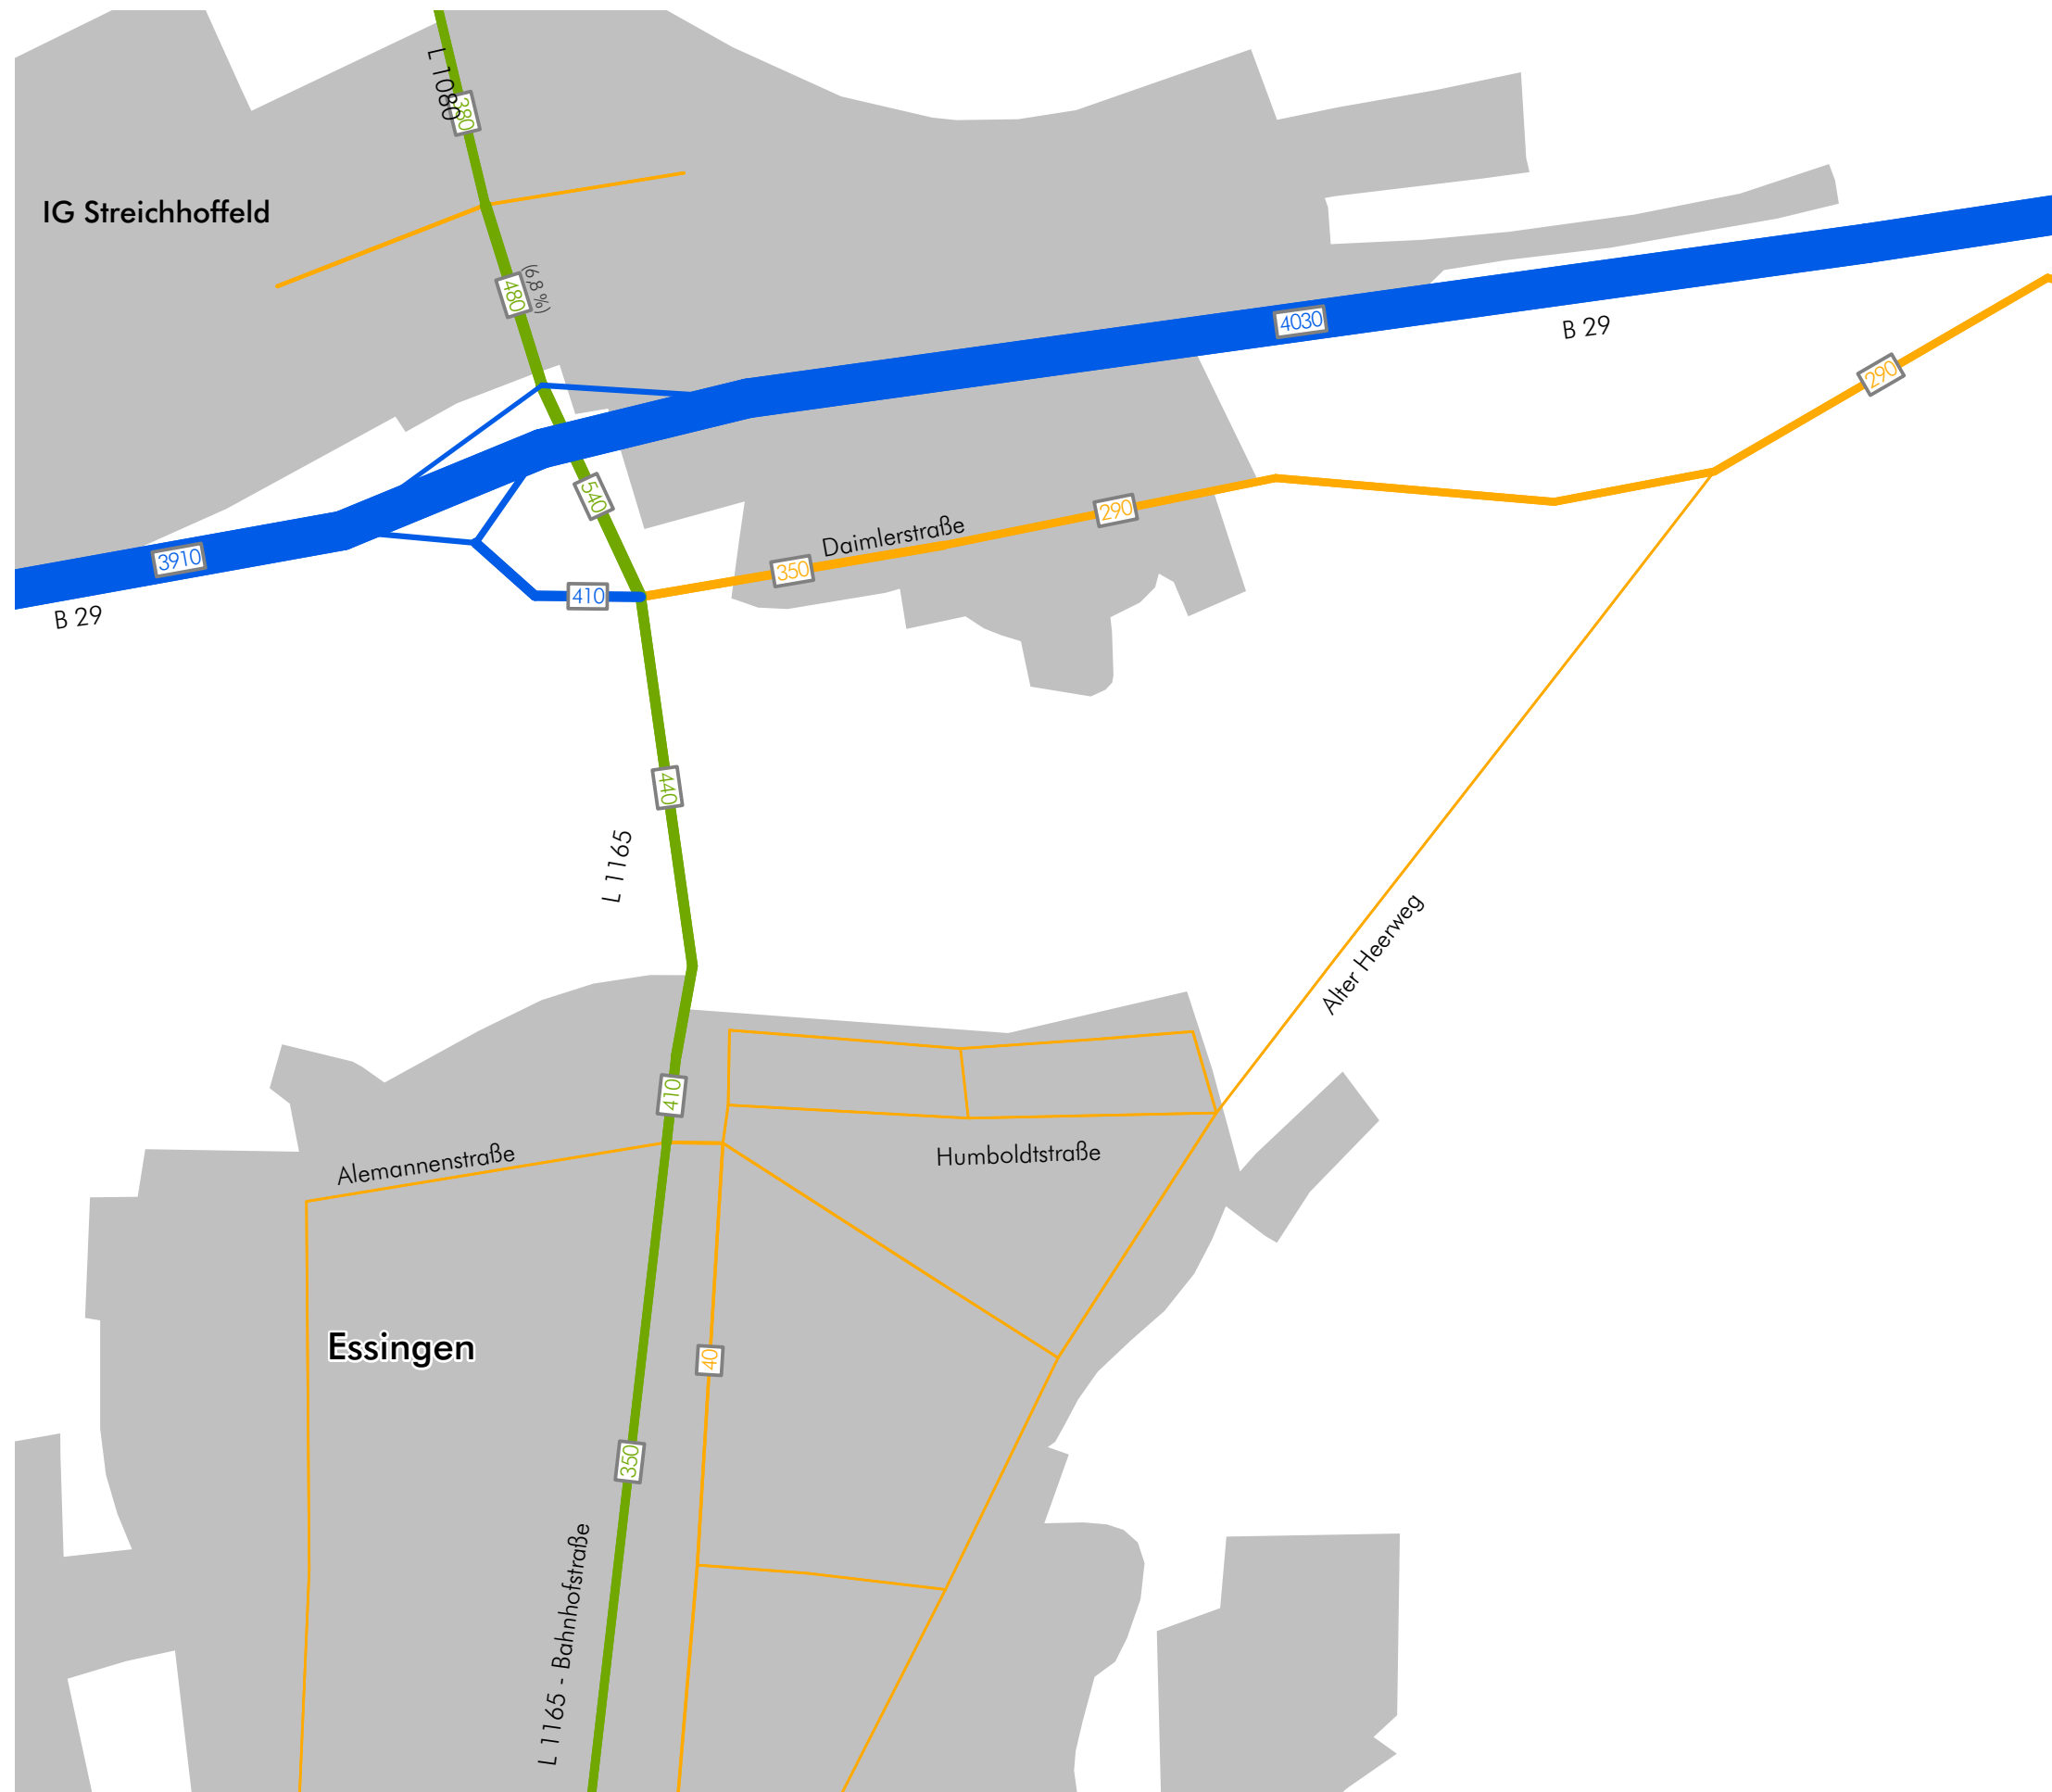 L 1080
380
IG Streichhoffeld
480
(6,8 %)
4030
B 29
290
540
290
Daimlerstraße
350
3910
410
B 29
440
L 1165
Alter Heerweg
410
Alemannenstraße
Humboldtstraße
Essingen
40
350
L 1165 - Bahnhofstraße